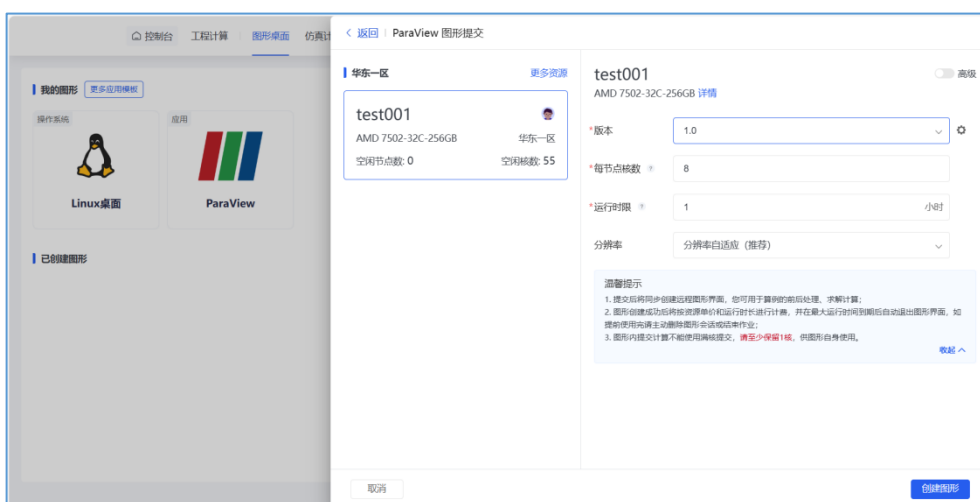 控制台 工程计算 图形桌面 仿真计
我的图形 更多应用模板
操作系统
Linux桌面
应用
ParaView
已创建图形
返回 ParaView 图形提交
华东一区 更多资源
test001
AMD 7502-32C-256GB 华东一区
空闲节点数: 0 空闲核数: 55
test001 高级
AMD 7502-32C-256GB 详情
*版本 1.0
*每节点核数 ? 8
*运行时限 ? 1 小时
分辨率 分辨率自适应（推荐）
温馨提示
1. 提交后将同步创建远程图形界面，您可用于算例的前后处理、求解计算；
2. 图形创建成功后将按资源单价和运行时长进行计费，并在最大运行时间到期后自动退出图形界面，如
提前使用完请主动删除图形会话或结束作业；
3. 图形内提交计算不能使用满核提交，请至少保留1核，供图形自身使用。
收起
取消 创建图形